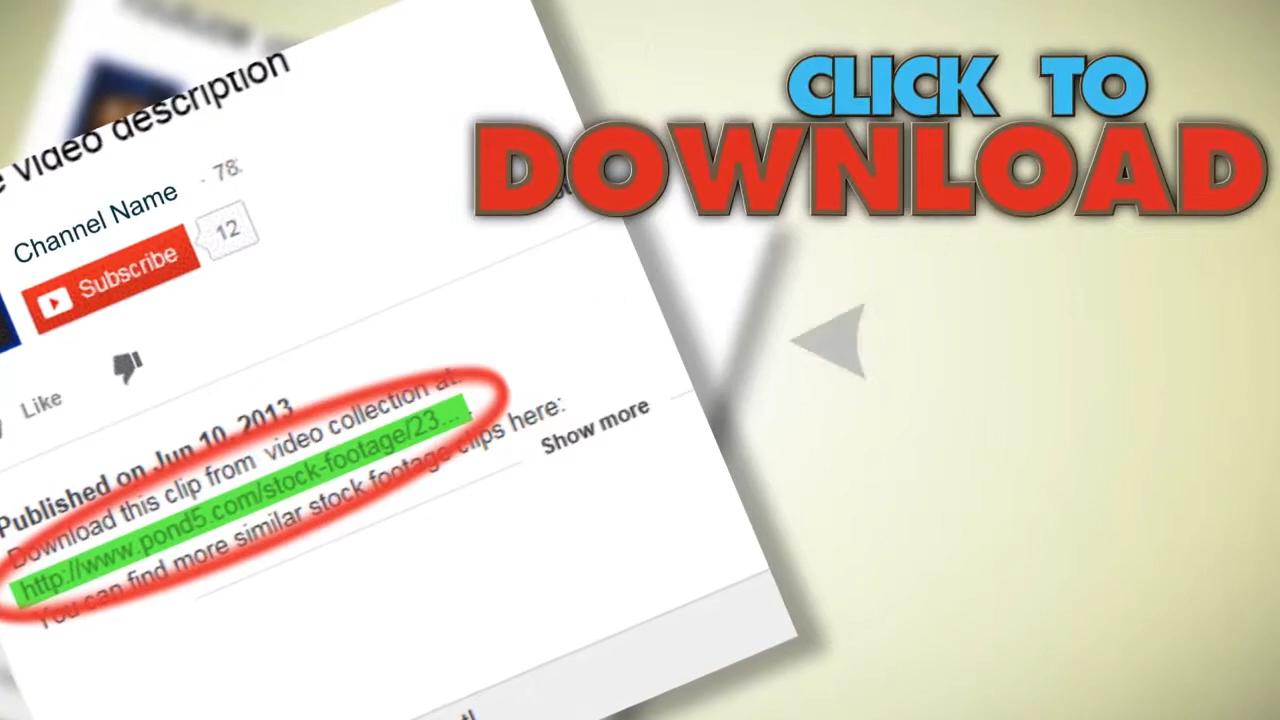 CLICK TO
DOWNLOAD
video description
Channel Name
78
Subscribe
12
Like
Published on Jun 10, 2013
Download this clip from video collection at:
http://www.pond5.com/stock-footage/23...
You can find more similar stock footage clips here:
Show more